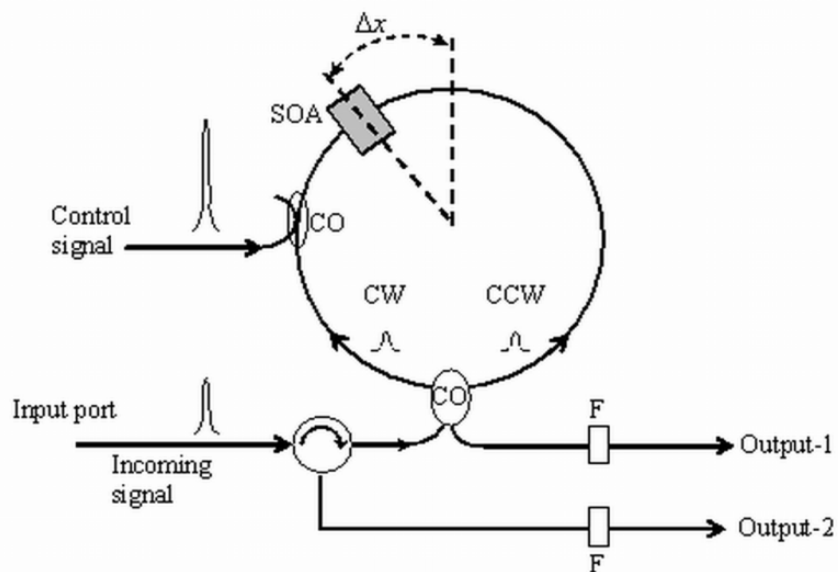 Δx
SOA
CO
Control
signal
CW
CCW
CO
Input port
F
Output-1
Incoming
signal
Output-2
F